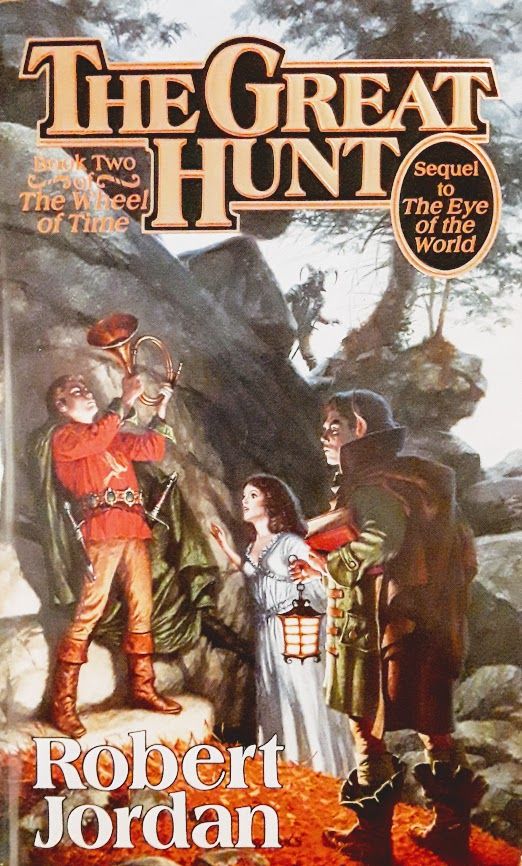 THE GREAT
HUNT
Book Two
of
The Wheel
of Time
Sequel
to
The Eye
of the
World
Robert
Jordan